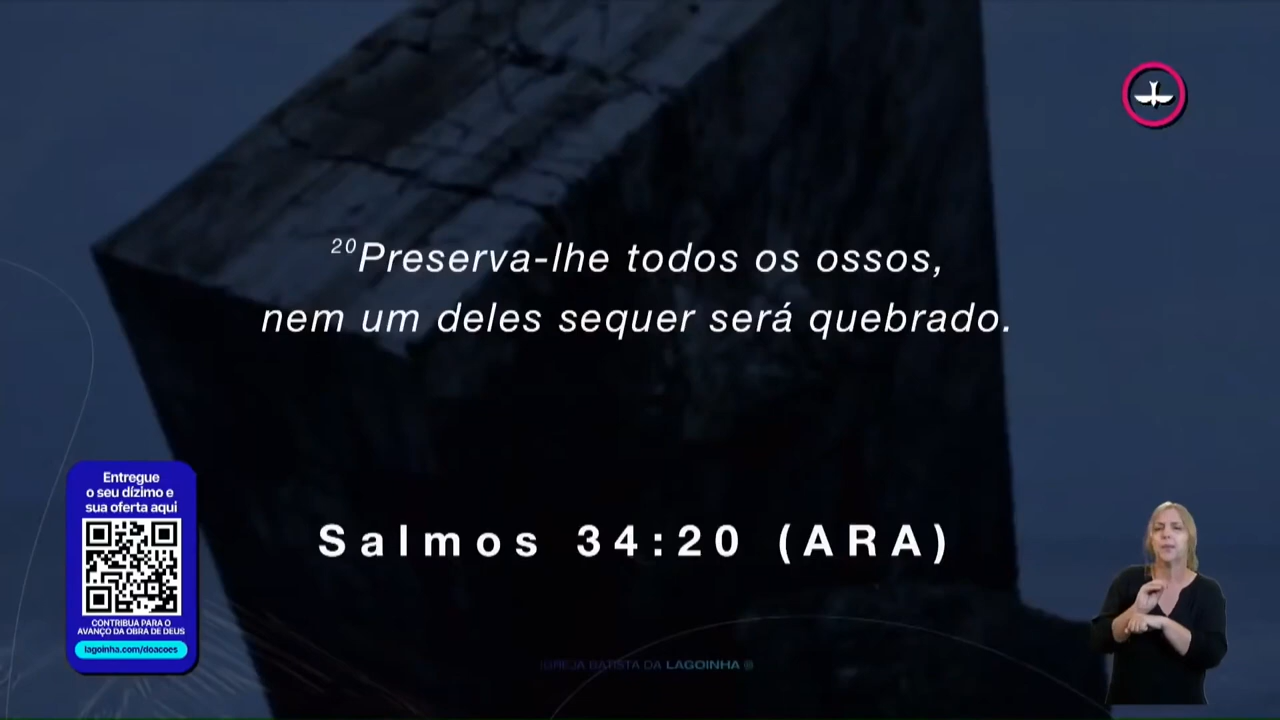 ²⁰Preserva-lhe todos os ossos,
nem um deles sequer será quebrado.
Salmos 34:20 (ARA)
Entregue
o seu dízimo e
sua oferta aqui
CONTRIBUA PARA O
AVANÇO DA OBRA DE DEUS
lagoinha.com/doacoes
IGREJA BATISTA DA LAGOINHA